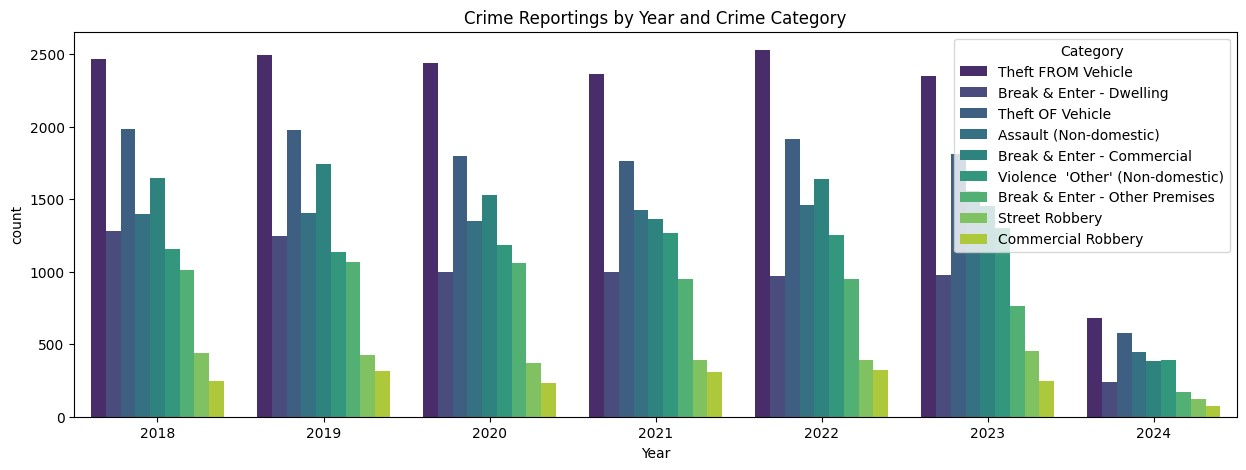 Crime Reportings by Year and Crime Category
2500
2000
1500
1000
500
0
count
Category
Theft FROM Vehicle
Break & Enter - Dwelling
Theft OF Vehicle
Assault (Non-domestic)
Break & Enter - Commercial
Violence  'Other' (Non-domestic)
Break & Enter - Other Premises
Street Robbery
Commercial Robbery
2018 2019 2020 2021 2022 2023 2024
Year